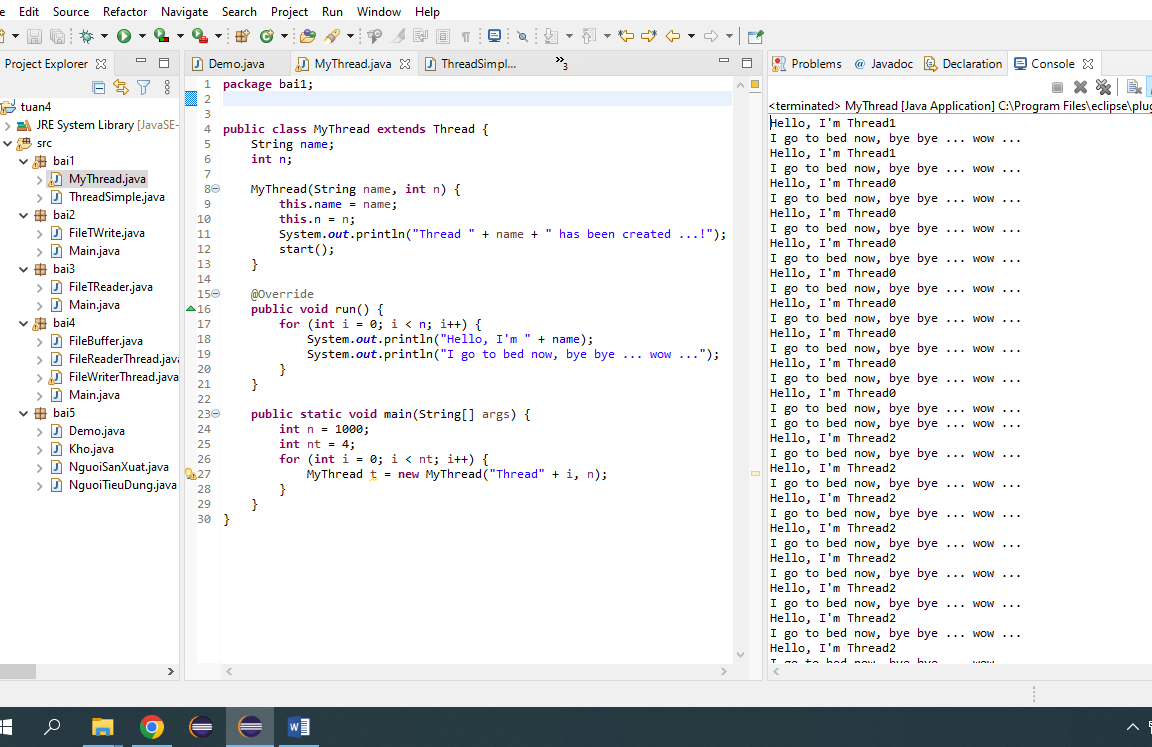 Edit Source Refactor Navigate Search Project Run Window Help
Project Explorer
tuan4
JRE System Library [JavaSE-
src
bai1
MyThread.java
ThreadSimple.java
bai2
FileTWrite.java
Main.java
bai3
FileTReader.java
Main.java
bai4
FileBuffer.java
FileReaderThread.java
FileWriterThread.java
Main.java
bai5
Demo.java
Kho.java
NguoiSanXuat.java
NguoiTieuDung.java
Demo.java MyThread.java ThreadSimpl... »3
1 package bai1;
2
3
4 public class MyThread extends Thread {
5 String name;
6 int n;
7
8 MyThread(String name, int n) {
9 this.name = name;
10 this.n = n;
11 System.out.println("Thread " + name + " has been created ...!");
12 start();
13 }
14
15 @Override
16 public void run() {
17 for (int i = 0; i < n; i++) {
18 System.out.println("Hello, I'm " + name);
19 System.out.println("I go to bed now, bye bye ... wow ...");
20 }
21 }
22
23 public static void main(String[] args) {
24 int n = 1000;
25 int nt = 4;
26 for (int i = 0; i < nt; i++) {
27 MyThread t = new MyThread("Thread" + i, n);
28 }
29 }
30 }
Problems Javadoc Declaration Console
<terminated> MyThread [Java Application] C:\Program Files\eclipse\plug
Hello, I'm Thread1
I go to bed now, bye bye ... wow ...
Hello, I'm Thread1
I go to bed now, bye bye ... wow ...
Hello, I'm Thread0
I go to bed now, bye bye ... wow ...
Hello, I'm Thread0
I go to bed now, bye bye ... wow ...
Hello, I'm Thread0
I go to bed now, bye bye ... wow ...
Hello, I'm Thread0
I go to bed now, bye bye ... wow ...
Hello, I'm Thread0
I go to bed now, bye bye ... wow ...
Hello, I'm Thread0
I go to bed now, bye bye ... wow ...
Hello, I'm Thread0
I go to bed now, bye bye ... wow ...
Hello, I'm Thread0
I go to bed now, bye bye ... wow ...
I go to bed now, bye bye ... wow ...
Hello, I'm Thread2
I go to bed now, bye bye ... wow ...
Hello, I'm Thread2
I go to bed now, bye bye ... wow ...
Hello, I'm Thread2
I go to bed now, bye bye ... wow ...
Hello, I'm Thread2
I go to bed now, bye bye ... wow ...
Hello, I'm Thread2
I go to bed now, bye bye ... wow ...
Hello, I'm Thread2
I go to bed now, bye bye ... wow ...
Hello, I'm Thread2
I go to bed now, bye bye ... wow ...
Hello, I'm Thread2
I go to bed now, bye bye ... wow ...